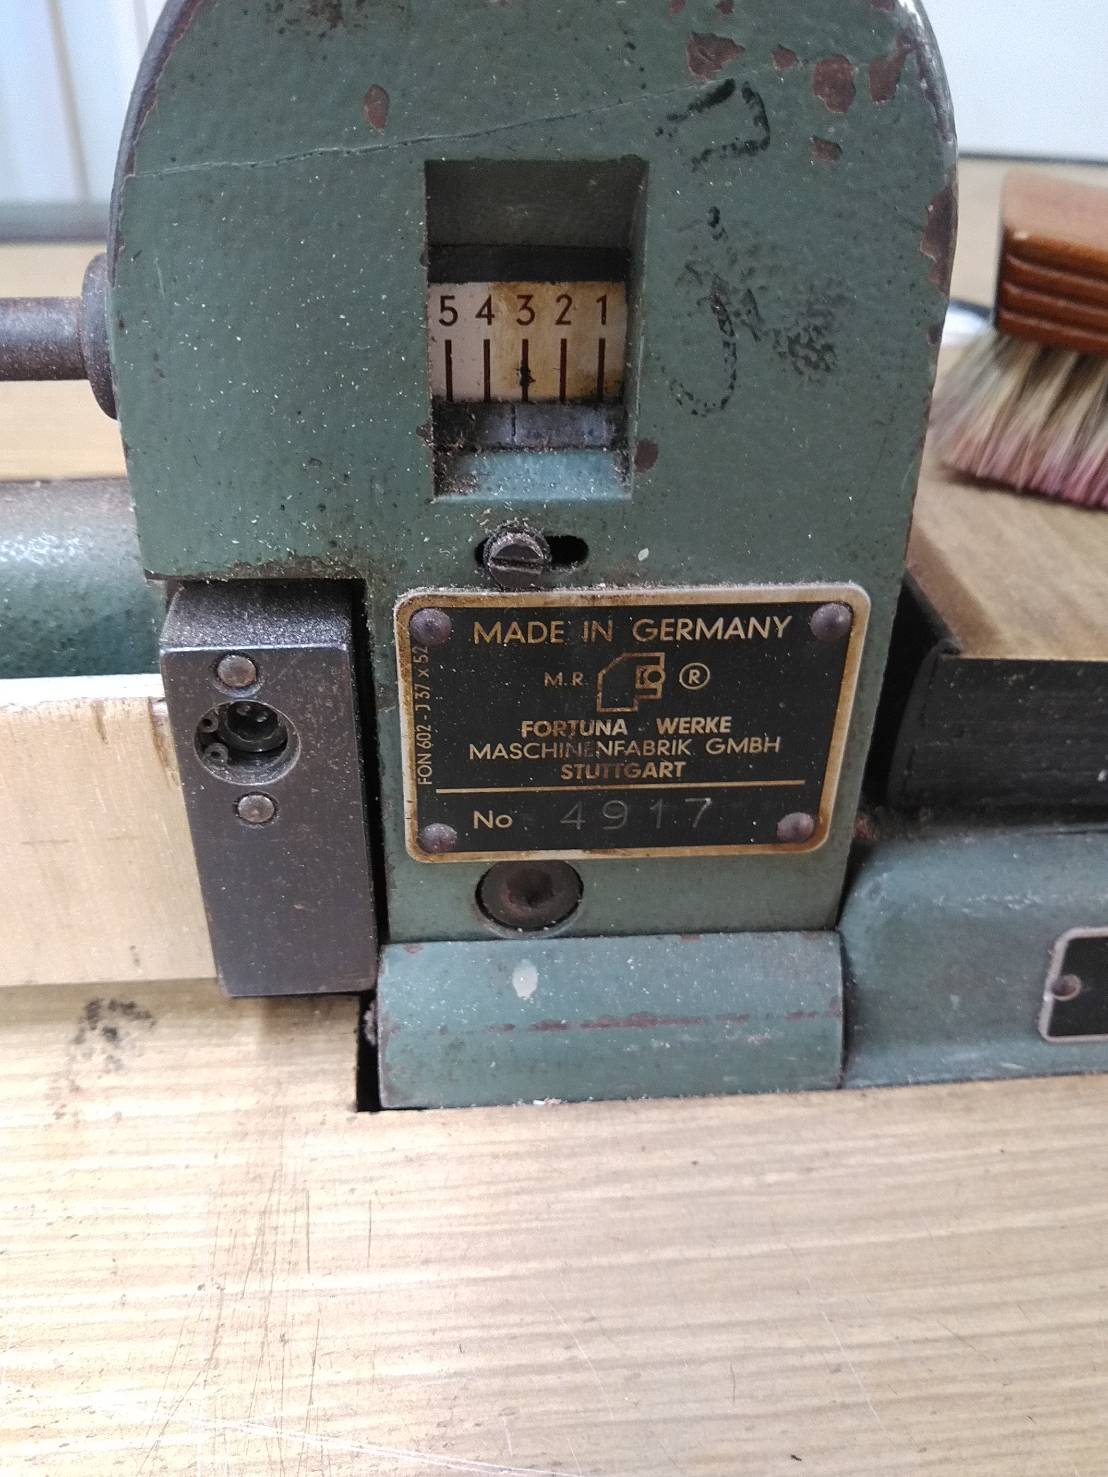 5 4 3 2 1
MADE IN GERMANY
M.R. ®
FORTUNA WERKE
MASCHINENFABRIK GMBH
STUTTGART
No 4917
FON 602-J 37 x 52